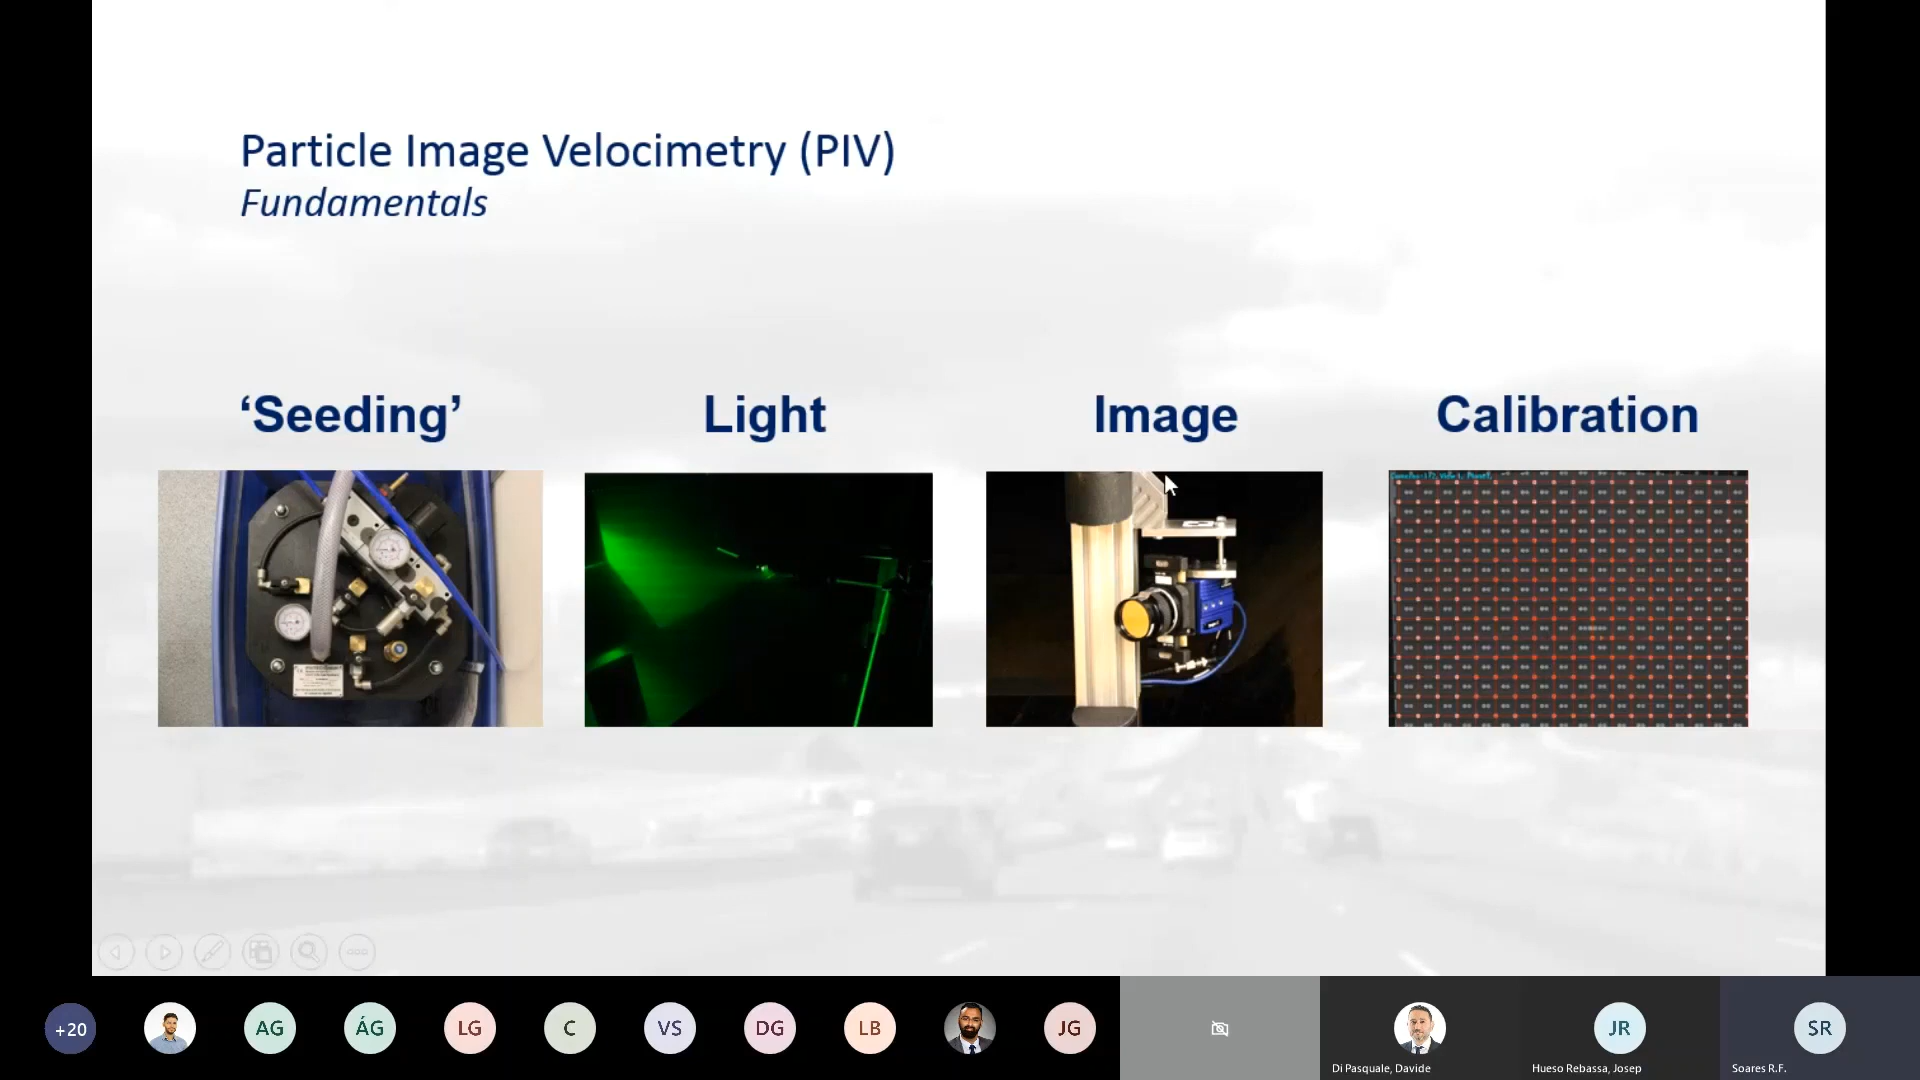 Particle Image Velocimetry (PIV)
Fundamentals
‘Seeding’
Light
Image
Calibration
+20
AG
ÁG
LG
C
VS
DG
LB
JG
JR
SR
Di Pasquale, Davide
Hueso Rebassa, Josep
Soares R.F.